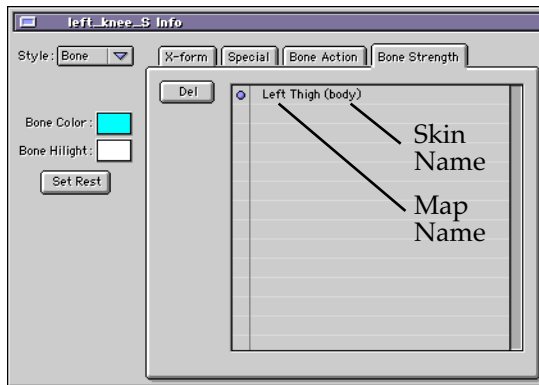 left_knee_S Info
Style: Bone
X-form Special Bone Action Bone Strength
Del
Left Thigh (body)
Bone Color:
Bone Hilight:
Set Rest
Skin
Name
Map
Name